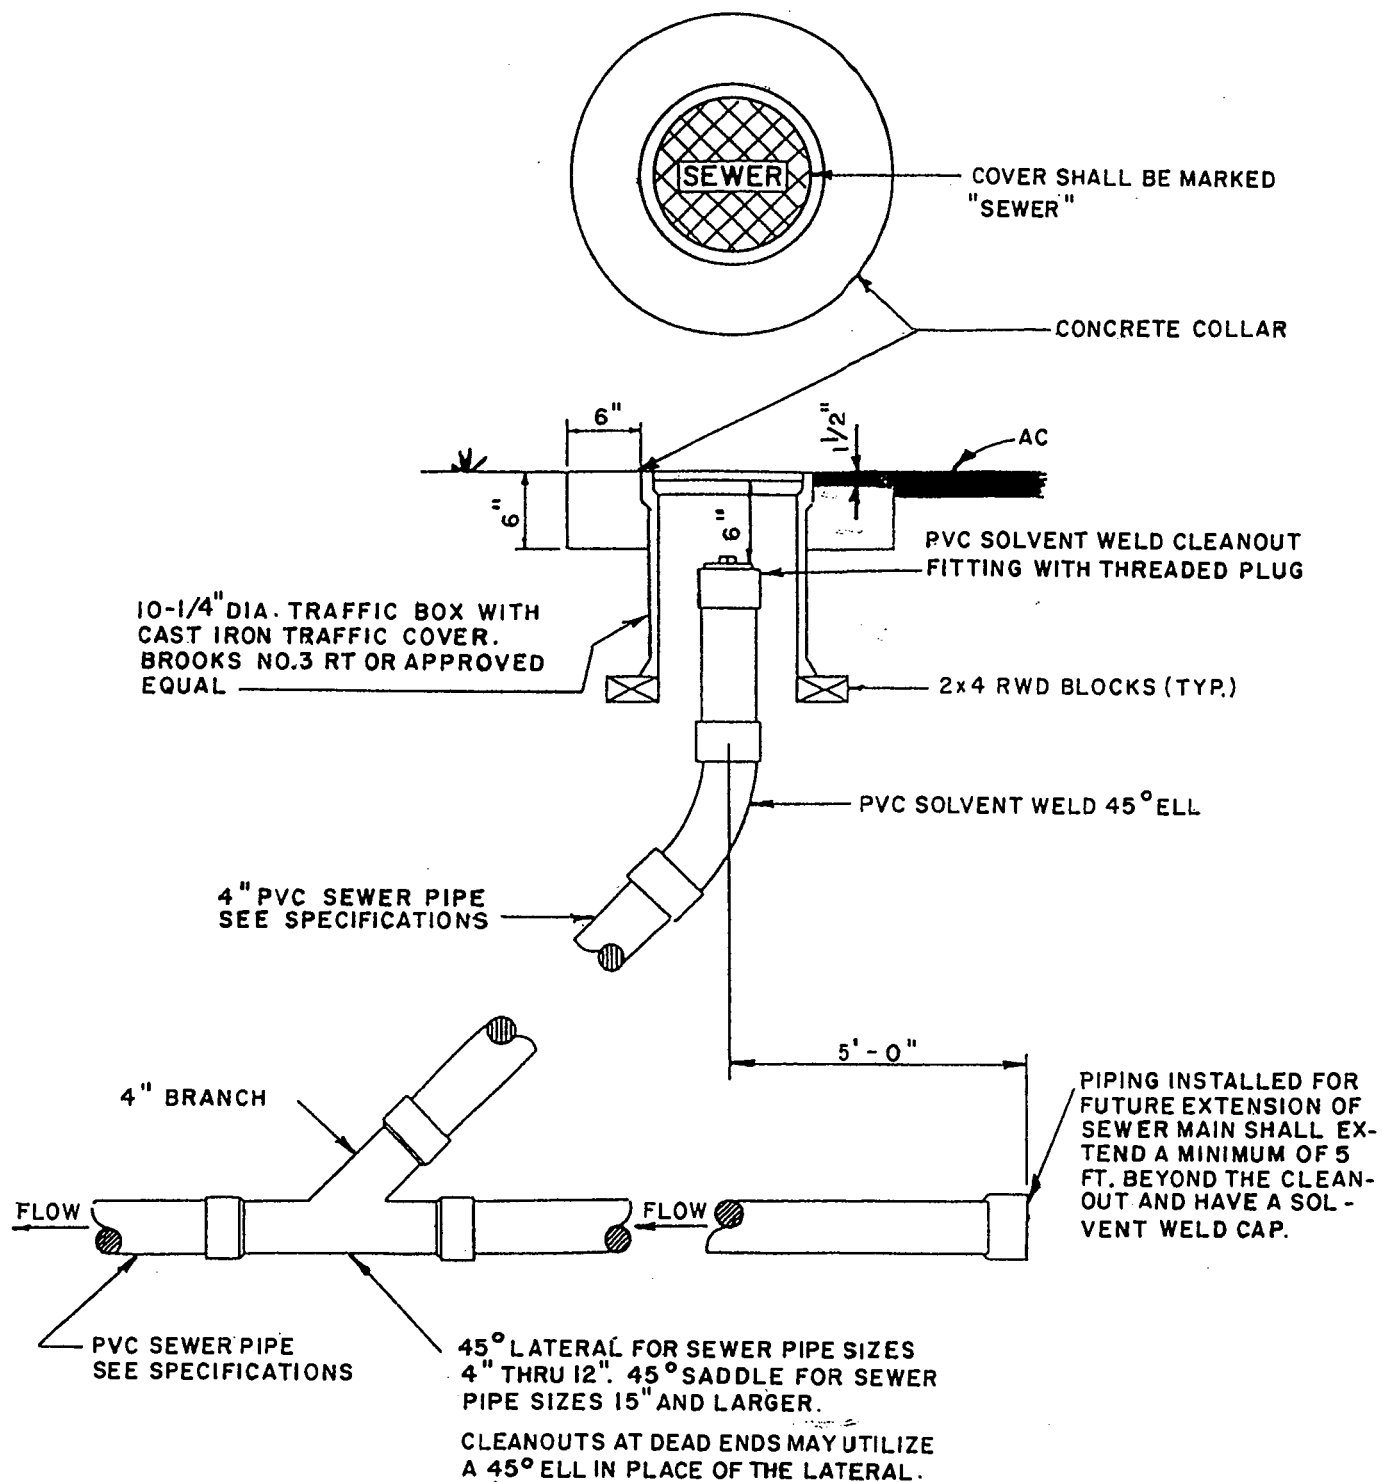 SEWER
COVER SHALL BE MARKED
"SEWER"
CONCRETE COLLAR
6"
1 1/2"
AC
6"
6"
PVC SOLVENT WELD CLEANOUT
FITTING WITH THREADED PLUG
10-1/4" DIA. TRAFFIC BOX WITH
CAST IRON TRAFFIC COVER.
BROOKS NO.3 RT OR APPROVED
EQUAL
2x4 RWD BLOCKS (TYP.)
PVC SOLVENT WELD 45° ELL
4" PVC SEWER PIPE
SEE SPECIFICATIONS
5'-0"
4" BRANCH
PIPING INSTALLED FOR
FUTURE EXTENSION OF
SEWER MAIN SHALL EX-
TEND A MINIMUM OF 5
FT. BEYOND THE CLEAN-
OUT AND HAVE A SOL-
VENT WELD CAP.
FLOW
FLOW
PVC SEWER PIPE
SEE SPECIFICATIONS
45° LATERAL FOR SEWER PIPE SIZES
4" THRU 12". 45° SADDLE FOR SEWER
PIPE SIZES 15" AND LARGER.
CLEANOUTS AT DEAD ENDS MAY UTILIZE
A 45° ELL IN PLACE OF THE LATERAL.